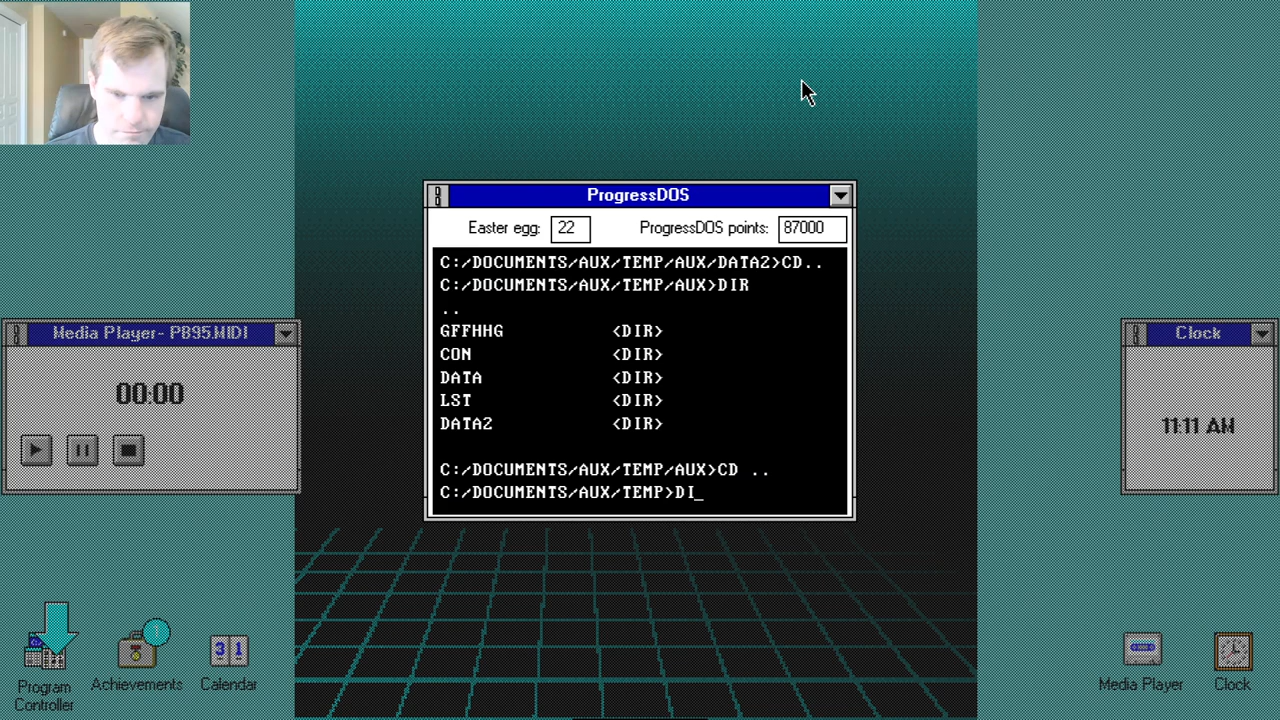 ProgressDOS
Easter egg: 22 ProgressDOS points: 87000
C:/DOCUMENTS/AUX/TEMP/AUX/DATA2>CD..
C:/DOCUMENTS/AUX/TEMP/AUX>DIR
..
GFFHHG <DIR>
CON <DIR>
DATA <DIR>
LST <DIR>
DATA2 <DIR>
C:/DOCUMENTS/AUX/TEMP/AUX>CD ..
C:/DOCUMENTS/AUX/TEMP>DI_
Media Player- PB95.MIDI
00:00
Clock
11:11 AM
Program
Controller
Achievements
1
Calendar
31
Media Player
Clock